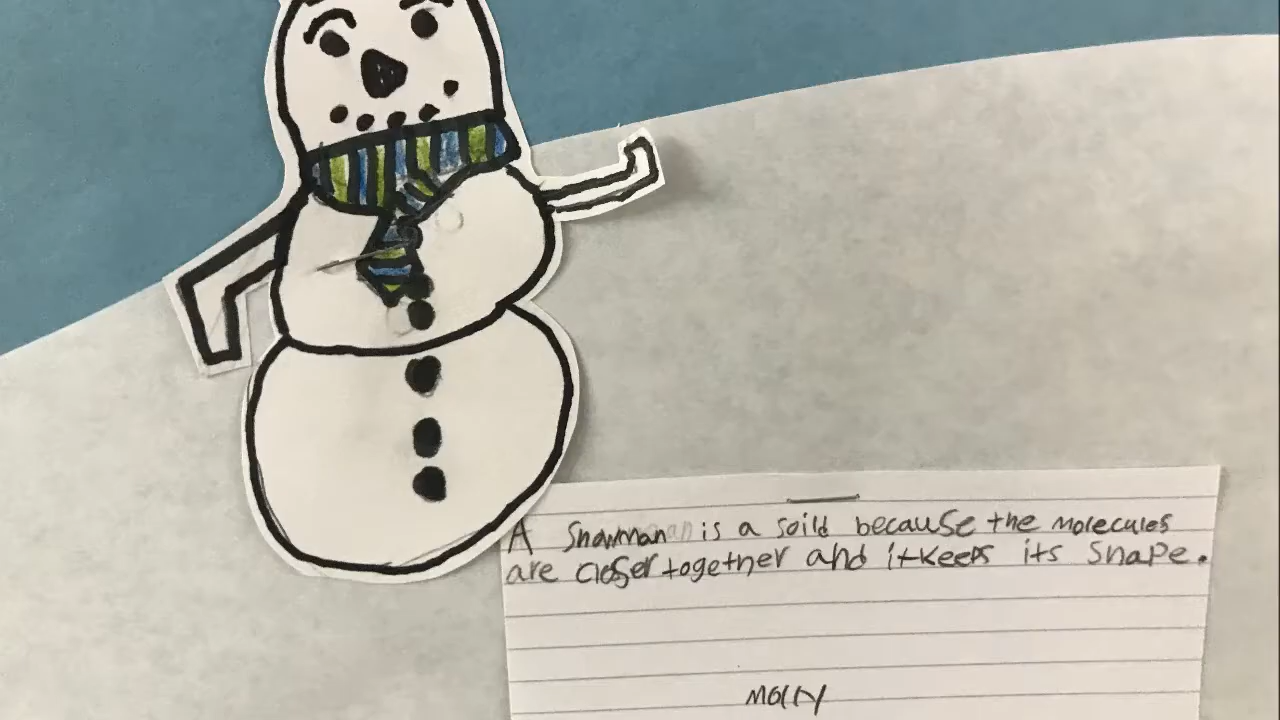 A Snowman is a soild because the molecules
are closer together and it keeps its shape.
Molly